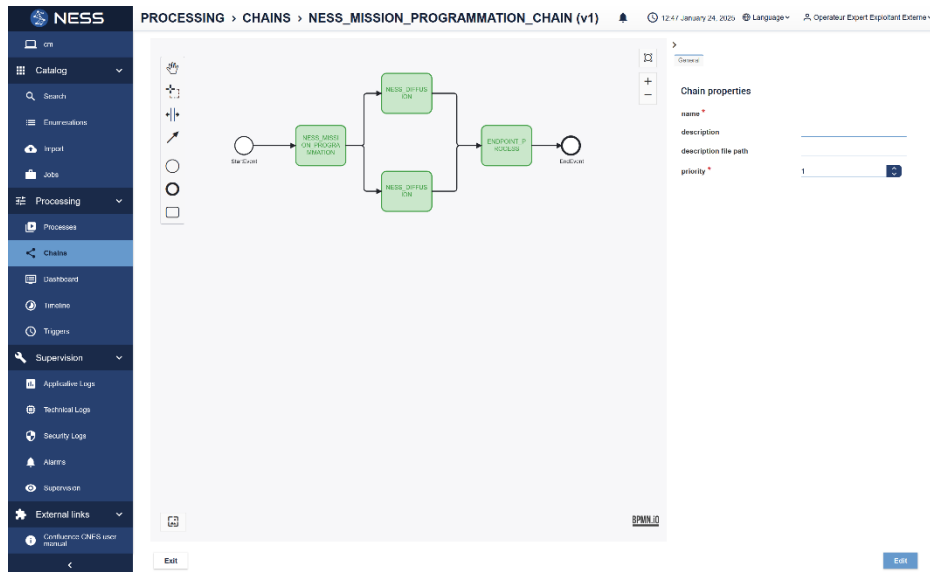 NESS
PROCESSING > CHAINS > NESS_MISSION_PROGRAMMATION_CHAIN (v1)
12:47 January 24, 2025
Language
Operateur Expert Exploitant Externe
cm
Catalog
Search
Enumerations
Import
Jobs
Processing
Processes
Chains
Dashboard
Timeline
Triggers
Supervision
Applicative Logs
Technical Logs
Security Logs
Alarms
Supervision
External links
Confluence CNES user
manual
StartEvent
NESS_MISSI
ON_PROGRA
MMATION
NESS_DIFFUS
ION
NESS_DIFFUS
ION
ENDPOINT_P
ROCESS
EndEvent
BPMN.iO
Exit
General
Chain properties
name *
description
description file path
priority *
1
Edit